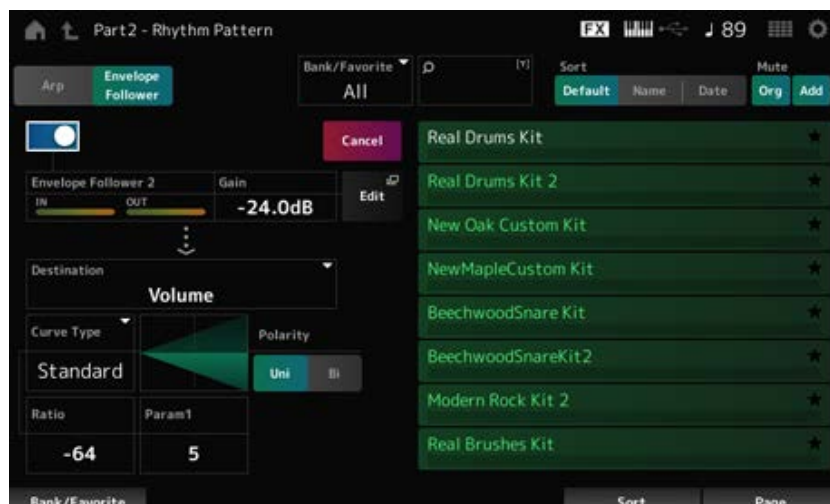 Part2 - Rhythm Pattern FX 89
Arp Envelope Follower Bank/Favorite All [Y] Sort Default Name Date Mute Org Add
Cancel
Envelope Follower 2 Gain Edit
IN OUT -24.0dB
Destination
Volume
Curve Type Polarity
Standard Uni Bi
Ratio Param1
-64 5
Real Drums Kit
Real Drums Kit 2
New Oak Custom Kit
NewMapleCustom Kit
BeechwoodSnare Kit
BeechwoodSnareKit2
Modern Rock Kit 2
Real Brushes Kit
Bank/Favorite Sort Page